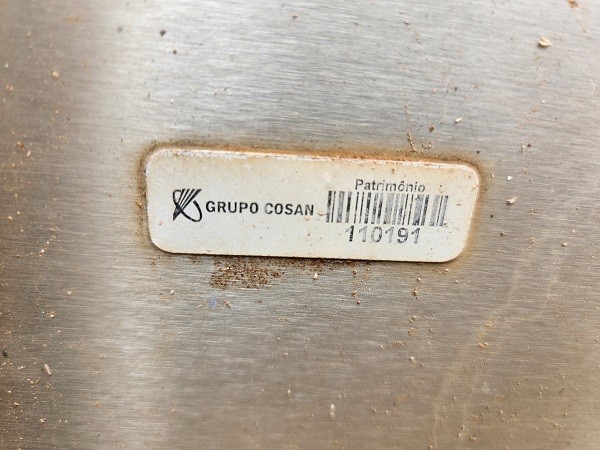 Patrimônio
GRUPO COSAN
110191